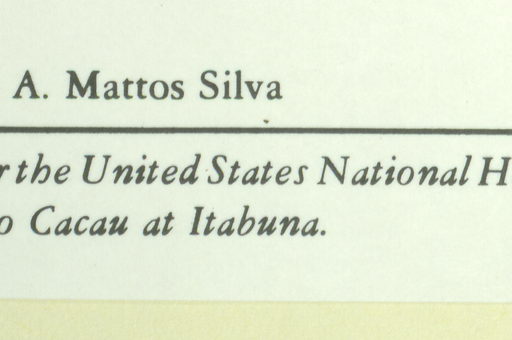 A. Mattos Silva
r the United States National H
o Cacau at Itabuna.